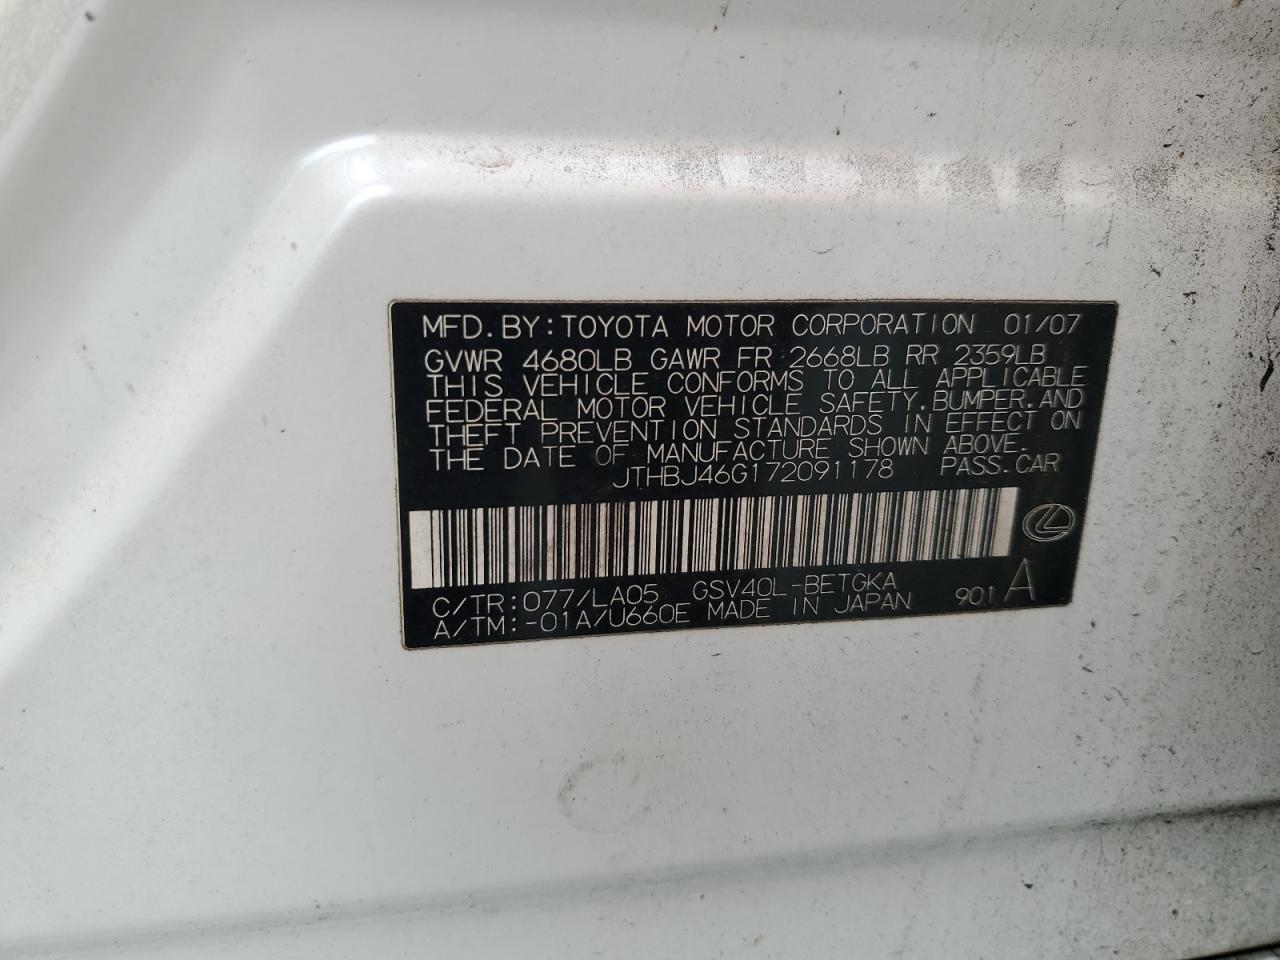 MFD. BY: TOYOTA MOTOR CORPORATION 01/07
GVWR 4680LB GAWR FR 2668LB RR 2359LB
THIS VEHICLE CONFORMS TO ALL APPLICABLE
FEDERAL MOTOR VEHICLE SAFETY, BUMPER, AND
THEFT PREVENTION STANDARDS IN EFFECT ON
THE DATE OF MANUFACTURE SHOWN ABOVE.
JTHBJ46G172091178 PASS. CAR
C/TR: 077/LA05 GSV40L-BETGKA
A/TM: -01A/U660E MADE IN JAPAN 901 A